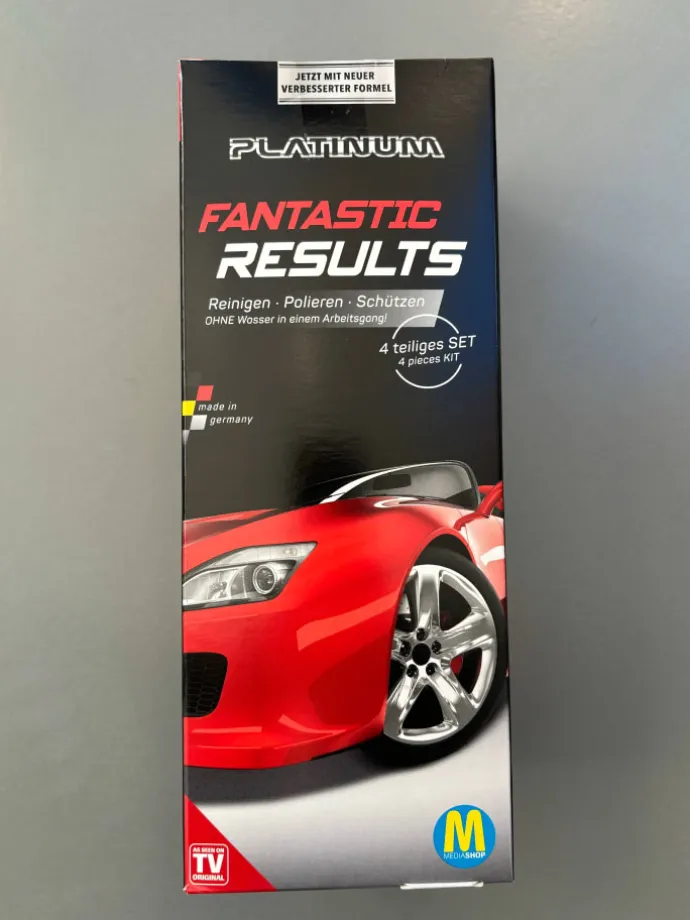 JETZT MIT NEUER
VERBESSERTER FORMEL
PLATINUM
FANTASTIC
RESULTS
Reinigen · Polieren · Schützen
OHNE Wasser in einem Arbeitsgang!
4 teiliges SET
4 pieces KIT
made in
germany
AS SEEN ON
TV
ORIGINAL
M
MEDIASHOP